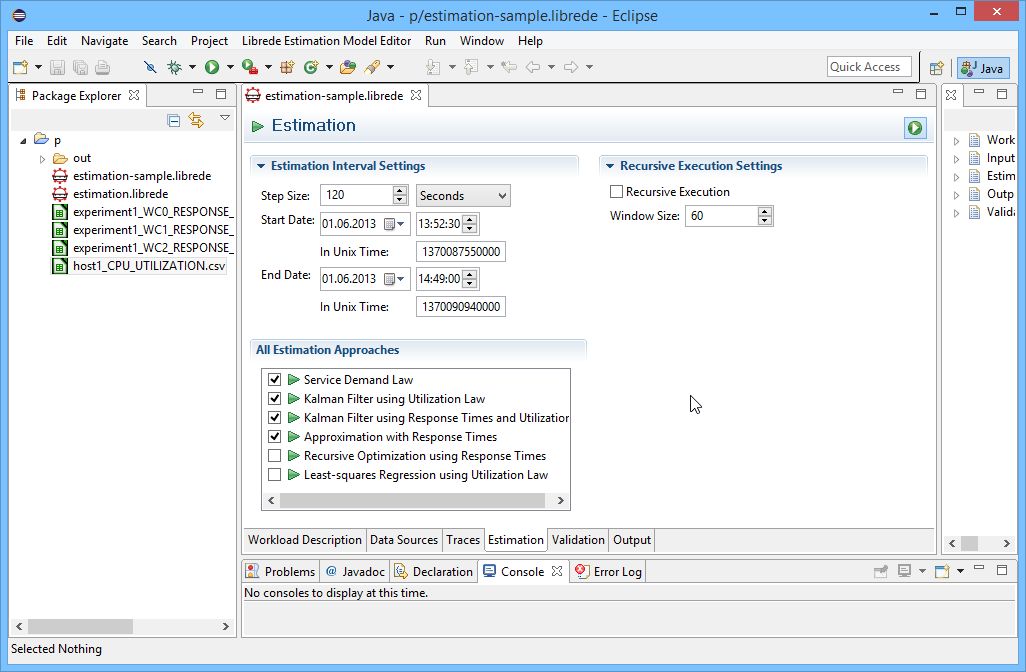 Java - p/estimation-sample.librede - Eclipse
File Edit Navigate Search Project Librede Estimation Model Editor Run Window Help
Quick Access
Java
Package Explorer
p
out
estimation-sample.librede
estimation.librede
experiment1_WC0_RESPONSE_
experiment1_WC1_RESPONSE_
experiment1_WC2_RESPONSE_
host1_CPU_UTILIZATION.csv
estimation-sample.librede
Estimation
Estimation Interval Settings
Step Size: 120 Seconds
Start Date: 01.06.2013 13:52:30
In Unix Time: 1370087550000
End Date: 01.06.2013 14:49:00
In Unix Time: 1370090940000
Recursive Execution Settings
Recursive Execution
Window Size: 60
All Estimation Approaches
Service Demand Law
Kalman Filter using Utilization Law
Kalman Filter using Response Times and Utilization
Approximation with Response Times
Recursive Optimization using Response Times
Least-squares Regression using Utilization Law
Workload Description Data Sources Traces Estimation Validation Output
Work
Input
Estim
Outp
Valida
Problems @ Javadoc Declaration Console Error Log
No consoles to display at this time.
Selected Nothing